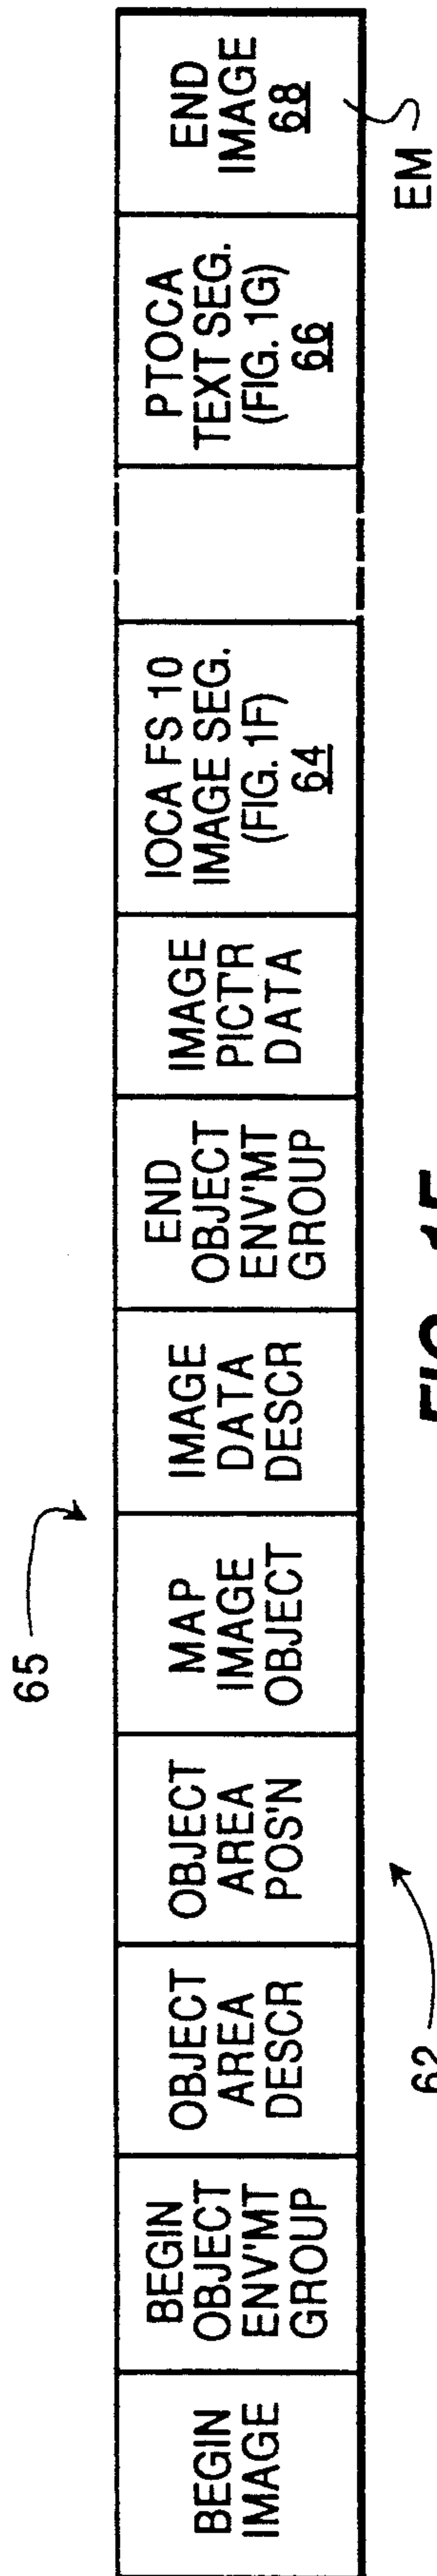 65
BEGIN
IMAGE
BEGIN
OBJECT
ENV'MT
GROUP
OBJECT
AREA
DESCR
OBJECT
AREA
POS'N
MAP
IMAGE
OBJECT
IMAGE
DATA
DESCR
END
OBJECT
ENV'MT
GROUP
IMAGE
PICT'R
DATA
IOCA FS 10
IMAGE SEG.
(FIG. 1F)
64
PTOCA
TEXT SEG.
(FIG. 1G)
66
END
IMAGE
68
62
EM